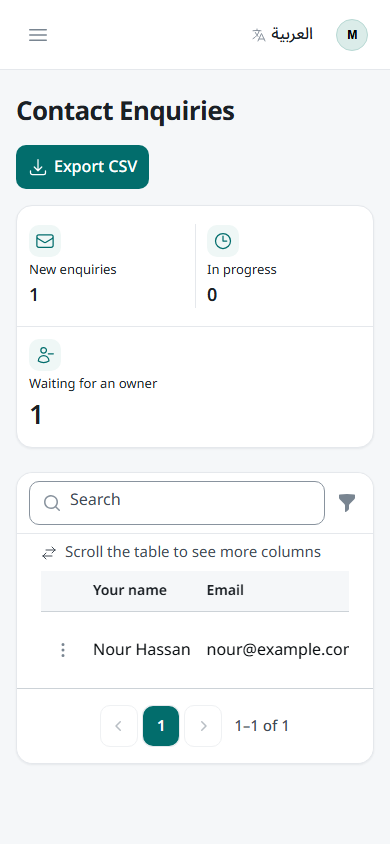 العربية
M
Contact Enquiries
Export CSV
New enquiries
1
In progress
0
Waiting for an owner
1
Search
Scroll the table to see more columns
Your name Email
Nour Hassan nour@example.cor
1 1–1 of 1